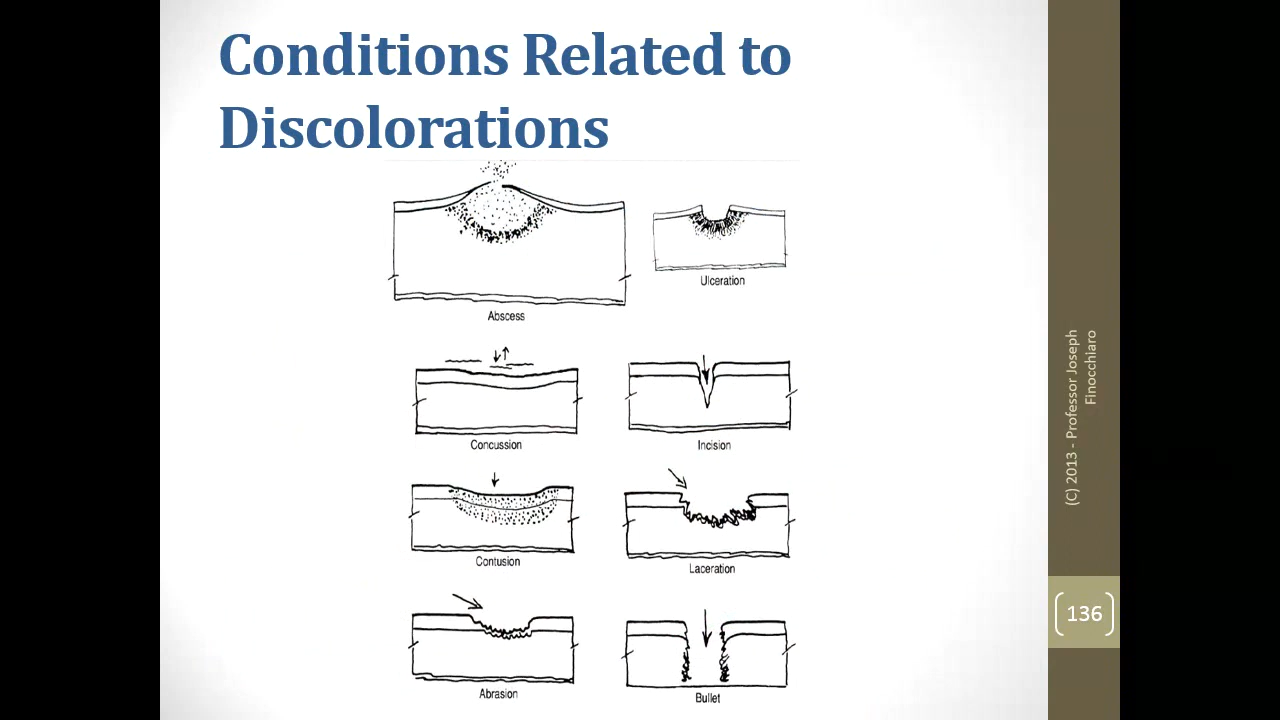 Conditions Related to
Discolorations
Abscess
Ulceration
Concussion
Incision
Contusion
Laceration
Abrasion
Bullet
(C) 2013 - Professor Joseph
Finocchiaro
136